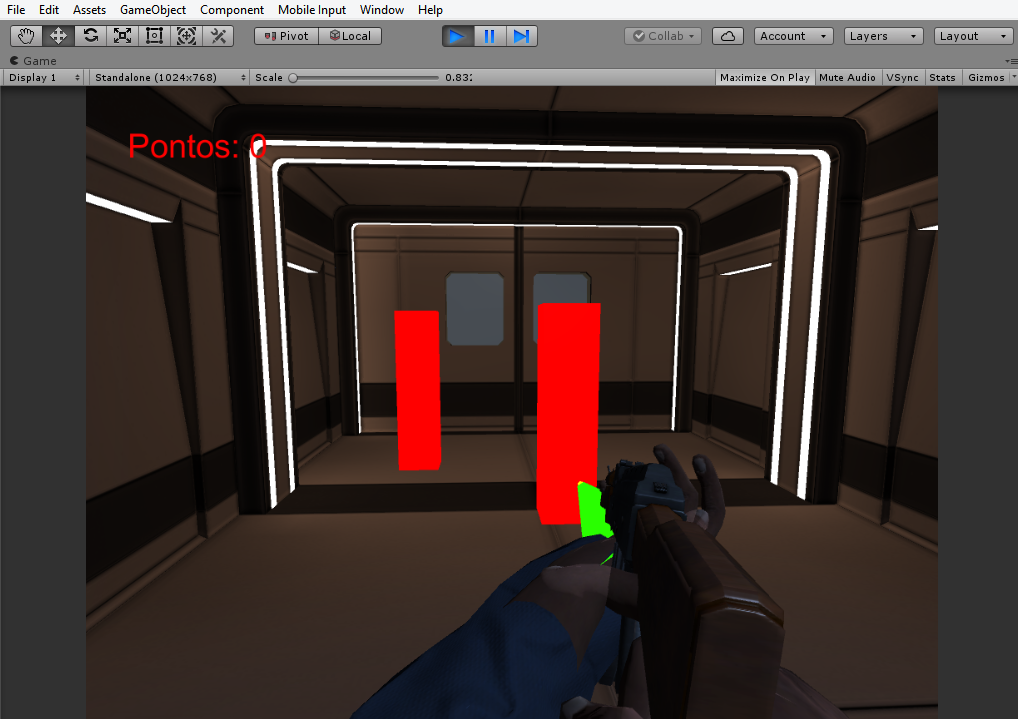 File Edit Assets GameObject Component Mobile Input Window Help
Pivot Local Collab Account Layers Layout
Game
Display 1 Standalone (1024x768) Scale 0.83: Maximize On Play Mute Audio VSync Stats Gizmos
Pontos: 0